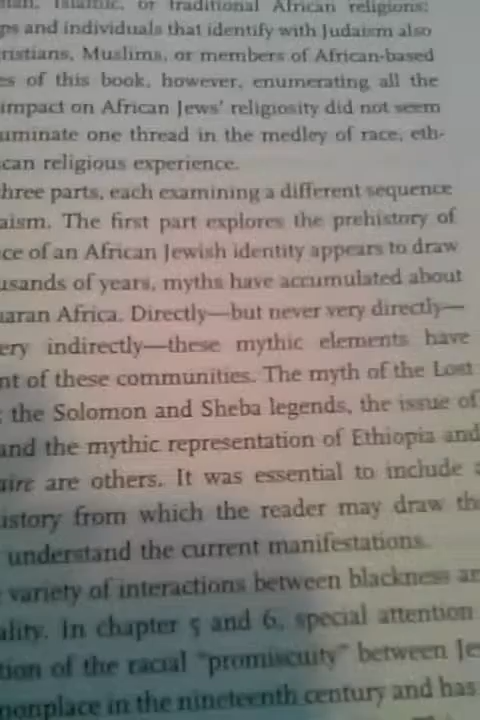 Islamic, or traditional African religions;
ps and individuals that identify with Judaism also
ristians, Muslims, or members of African-based
es of this book, however, enumerating all the
impact on African Jews' religiosity did not seem
uminate one thread in the medley of race, eth-
can religious experience.
hree parts, each examining a different sequence
aism. The first part explores the prehistory of
ce of an African Jewish identity appears to draw
usands of years, myths have accumulated about
aran Africa. Directly—but never very directly—
ery indirectly—these mythic elements have
nt of these communities. The myth of the Lost
; the Solomon and Sheba legends, the issue of
and the mythic representation of Ethiopia and
aire are others. It was essential to include a
istory from which the reader may draw th
understand the current manifestations.
variety of interactions between blackness an
ality. In chapter 5 and 6, special attention
tion of the racial "promiscuity" between Je
monplace in the nineteenth century and has